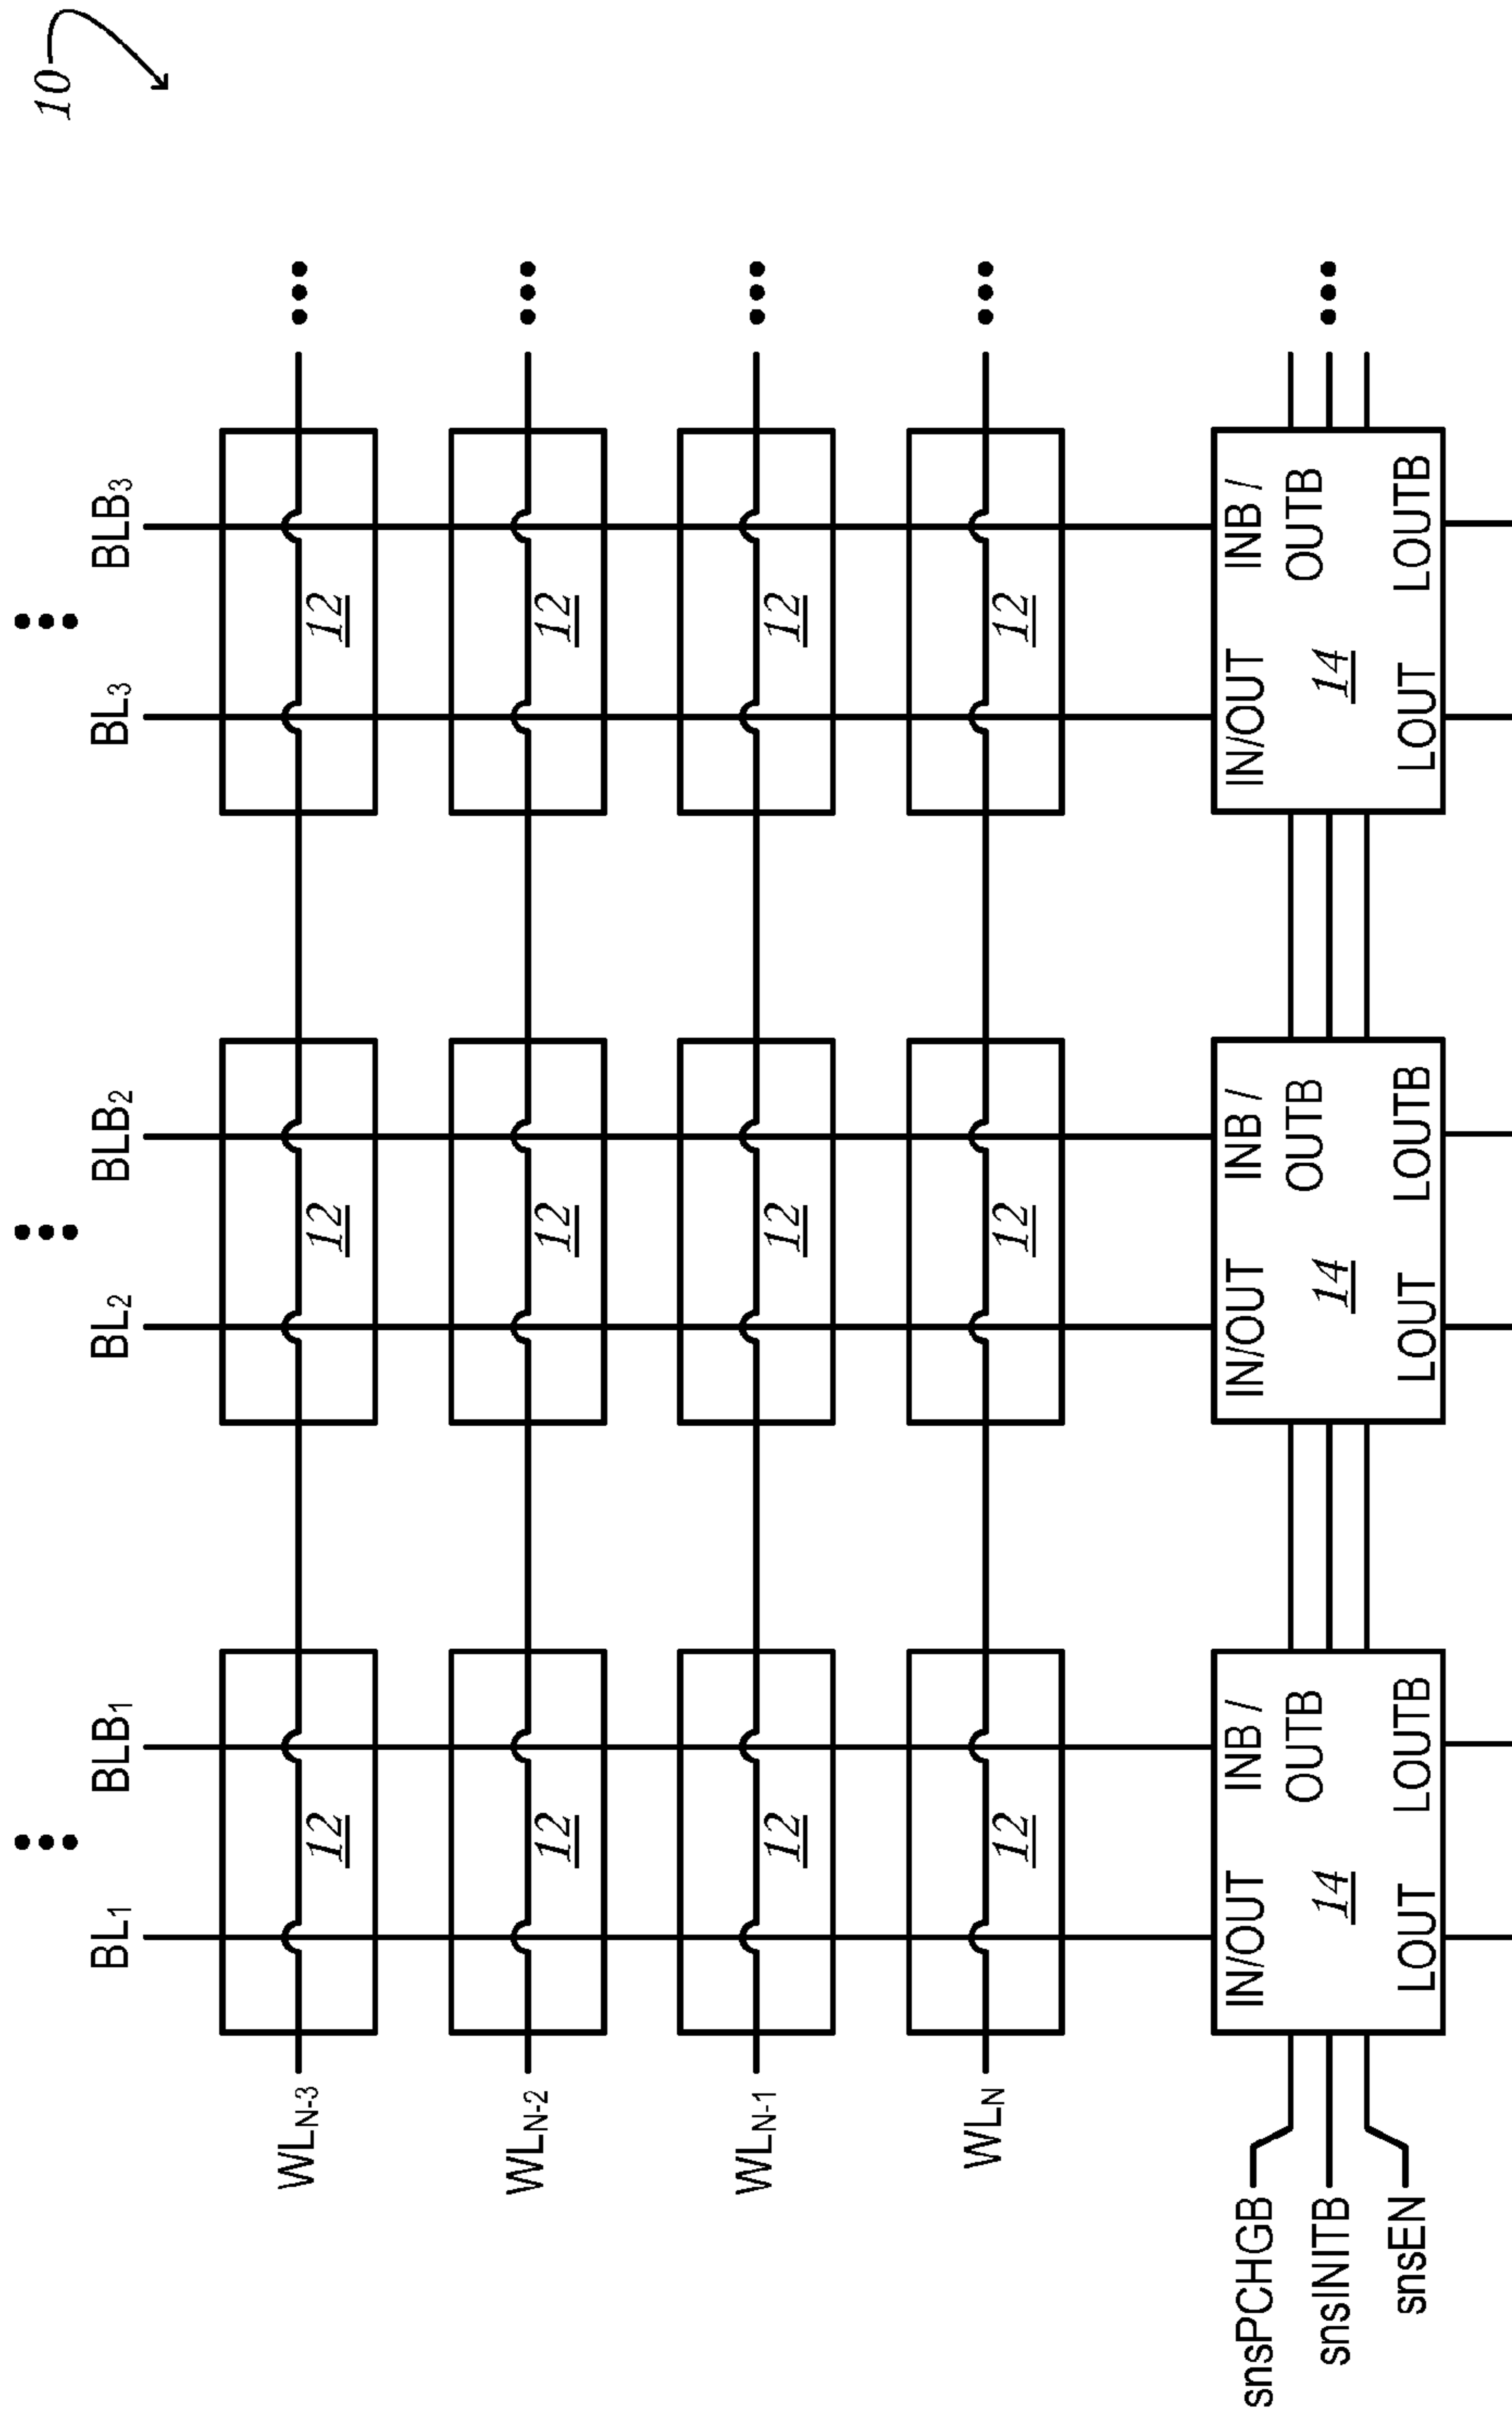 10
BL1 BLB1 BL2 BLB2 BL3 BLB3
WLN-3 12 12 12
WLN-2 12 12 12
WLN-1 12 12 12
WLN 12 12 12
IN/OUT INB / IN/OUT INB / IN/OUT INB /
snsPCHGB OUTB OUTB OUTB
snsINITB 14 14 14
snsEN LOUT LOUTB LOUT LOUTB LOUT LOUTB